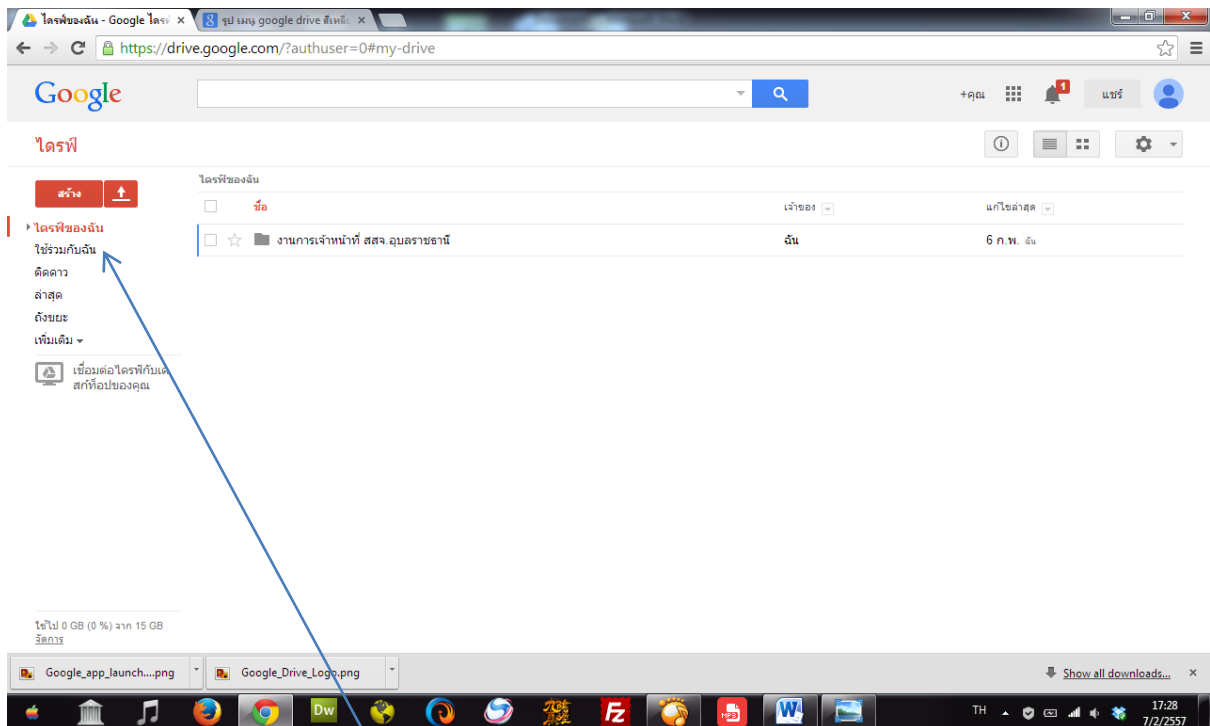 ไดรฟ์ของฉัน - Google ไดรฟ์
รูป เมนู google drive สีเหลี
https://drive.google.com/?authuser=0#my-drive
Google
+คุณ
1
แชร์
ไดรฟ์
สร้าง
ไดรฟ์ของฉัน
ชื่อ เจ้าของ แก้ไขล่าสุด
งานการเจ้าหน้าที่ สสจ.อุบลราชธานี ฉัน 6 ก.พ. ฉัน
ไดรฟ์ของฉัน
ใช้ร่วมกับฉัน
ติดดาว
ล่าสุด
ถังขยะ
เพิ่มเติม
เชื่อมต่อไดรฟ์กับเด
สก์ท็อปของคุณ
ใช้ไป 0 GB (0 %) จาก 15 GB
จัดการ
Google_app_launch....png
Google_Drive_Logo.png
Show all downloads...
Dw
Fz
MP3
W
TH
17:28
7/2/2557